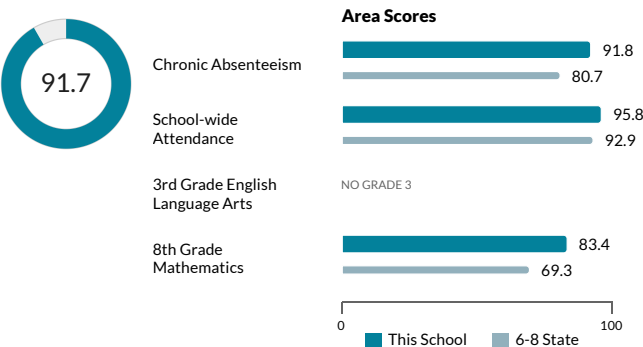 Area Scores
91.7
Chronic Absenteeism
91.8
80.7
School-wide
Attendance
95.8
92.9
3rd Grade English
Language Arts
NO GRADE 3
8th Grade
Mathematics
83.4
69.3
0
100
This School
6-8 State